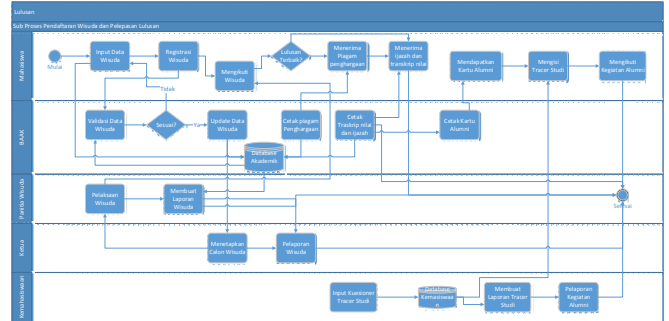 Lulusan
Sub Proses Pendaftaran Wisuda dan Pelepasan Lulusan
Mahasiswa
Mulai
Input Data
Wisuda
Registrasi
Wisuda
Mengikuti
Wisuda
Lulusan
Terbaik?
Menerima
Piagam
penghargaan
Menerima
ijasah dan
transkrip nilai
Mendapatkan
Kartu Alumni
Mengisi
Tracer Studi
Mengikuti
Kegiatan Alumni
Tidak
BAAK
Validasi Data
Wisuda
Sesuai?
Ya
Update Data
Wisuda
Cetak piagam
Penghargaan
Cetak
Traskrip nilai
dan ijazah
Cetak Kartu
Alumni
Database
Akademik
Panitia Wisuda
Pelaksaan
Wisuda
Membuat
Laporan
Wisuda
Selesai
Ketua
Menetapkan
Calon Wisuda
Pelaporan
Wisuda
Kemahasiswaan
Input Kuesioner
Tracer Studi
Database
Kemasiswaa
n
Membuat
Laporan Tracer
Studi
Pelaporan
Kegiatan
Alumni